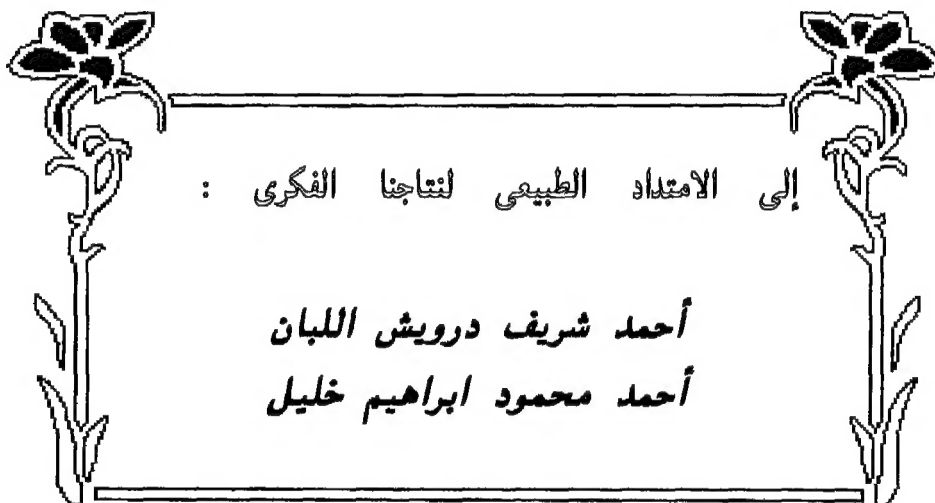 إلى الامتداد الطبيعى لنتاجنا الفكرى :
أحمد شريف درويش اللبان
أحمد محمود ابراهيم خليل